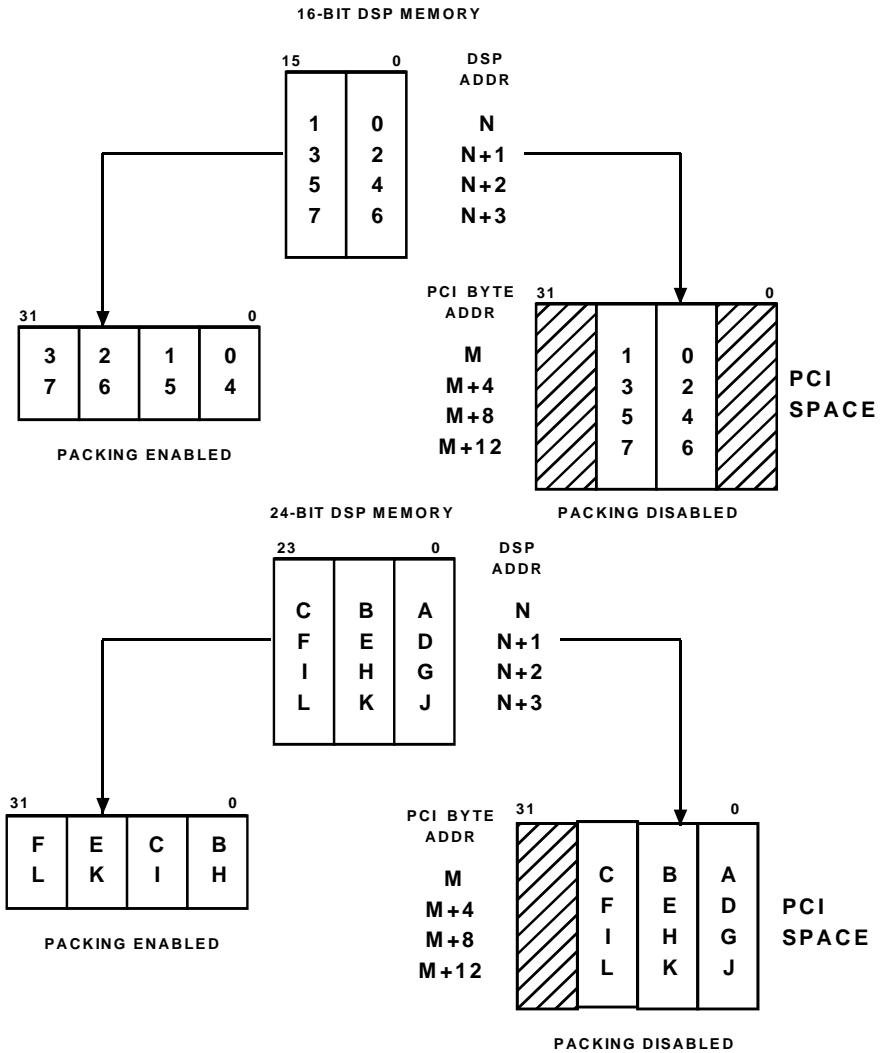 16-BIT DSP MEMORY
15 0
DSP
ADDR
1 0 N
3 2 N+1
5 4 N+2
7 6 N+3
31 0
3 2 1 0
7 6 5 4
PACKING ENABLED
PCI BYTE
ADDR
31 0
M 1 0
M+4 3 2
M+8 5 4
M+12 7 6
PCI
SPACE
PACKING DISABLED
24-BIT DSP MEMORY
23 0
DSP
ADDR
C B A N
F E D N+1
I H G N+2
L K J N+3
31 0
F E C B
L K I H
PACKING ENABLED
PCI BYTE
ADDR
31 0
M C B A
M+4 F E D
M+8 I H G
M+12 L K J
PCI
SPACE
PACKING DISABLED